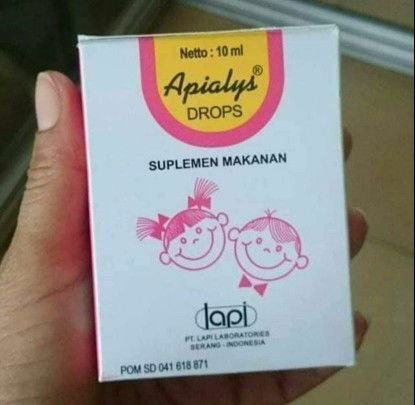 Netto : 10 ml
Apialys®
DROPS
SUPLEMEN MAKANAN
lapi
PT. LAPI LABORATORIES
SERANG - INDONESIA
POM SD 041 618 871